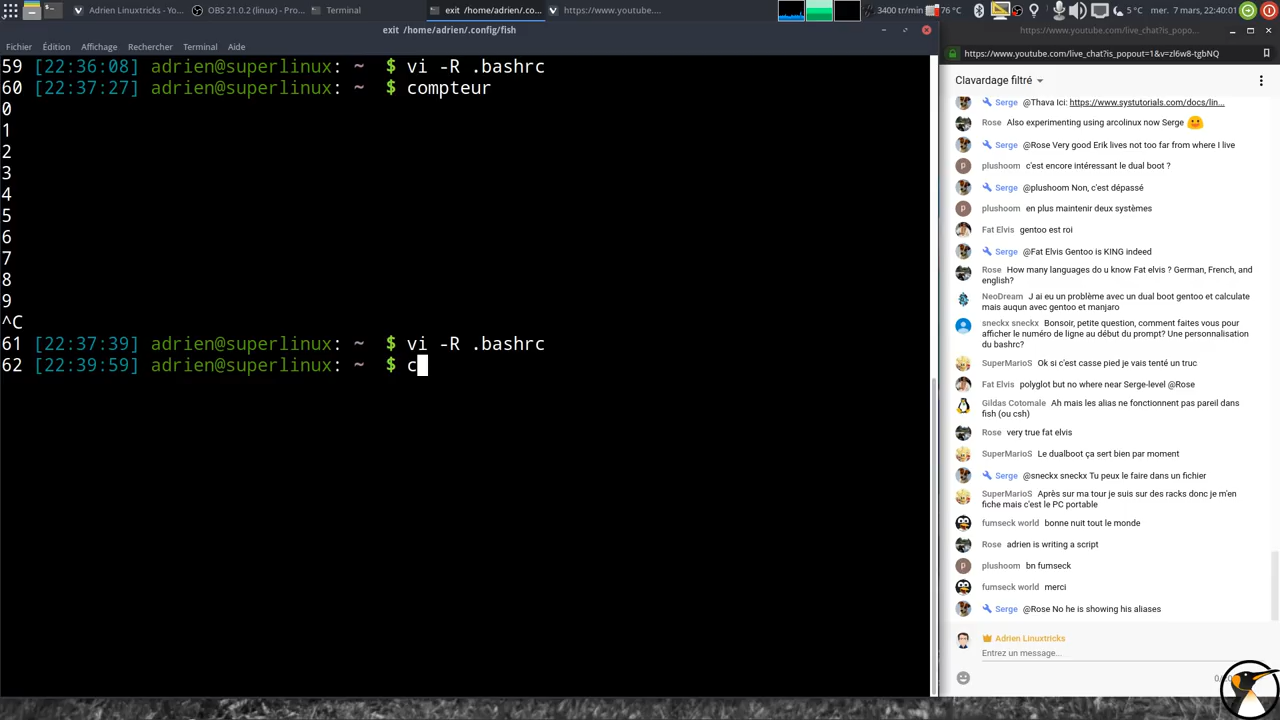 Adrien Linuxtricks - Yo...
OBS 21.0.2 (linux) - Pro...
Terminal
exit /home/adrien/.co...
https://www.youtube....
3400 tr/min
76 °C
5 °C
mer. 7 mars, 22:40:01
exit /home/adrien/.config/fish
Fichier Édition Affichage Rechercher Terminal Aide
59 [22:36:08] adrien@superlinux: ~ $ vi -R .bashrc
60 [22:37:27] adrien@superlinux: ~ $ compteur
0
1
2
3
4
5
6
7
8
9
^C
61 [22:37:39] adrien@superlinux: ~ $ vi -R .bashrc
62 [22:39:59] adrien@superlinux: ~ $ c
https://www.youtube.com/live_chat?is_popo...
https://www.youtube.com/live_chat?is_popout=1&v=zl6w8-tgbNQ
Clavardage filtré
Serge @Thava Ici: https://www.systutorials.com/docs/lin...
Rose Also experimenting using arcolinux now Serge
Serge @Rose Very good Erik lives not too far from where I live
plushoom c'est encore intéressant le dual boot ?
Serge @plushoom Non, c'est dépassé
plushoom en plus maintenir deux systèmes
Fat Elvis gentoo est roi
Serge @Fat Elvis Gentoo is KING indeed
Rose How many languages do u know Fat elvis ? German, French, and
english?
NeoDream J ai eu un problème avec un dual boot gentoo et calculate
mais auqun avec gentoo et manjaro
sneckx sneckx Bonsoir, petite question, comment faites vous pour
afficher le numéro de ligne au début du prompt? Une personnalisation
du bashrc?
SuperMarioS Ok si c'est casse pied je vais tenté un truc
Fat Elvis polyglot but no where near Serge-level @Rose
Gildas Cotomale Ah mais les alias ne fonctionnent pas pareil dans
fish (ou csh)
Rose very true fat elvis
SuperMarioS Le dualboot ça sert bien par moment
Serge @sneckx sneckx Tu peux le faire dans un fichier
SuperMarioS Après sur ma tour je suis sur des racks donc je m'en
fiche mais c'est le PC portable
fumseck world bonne nuit tout le monde
Rose adrien is writing a script
plushoom bn fumseck
fumseck world merci
Serge @Rose No he is showing his aliases
Adrien Linuxtricks
Entrez un message...